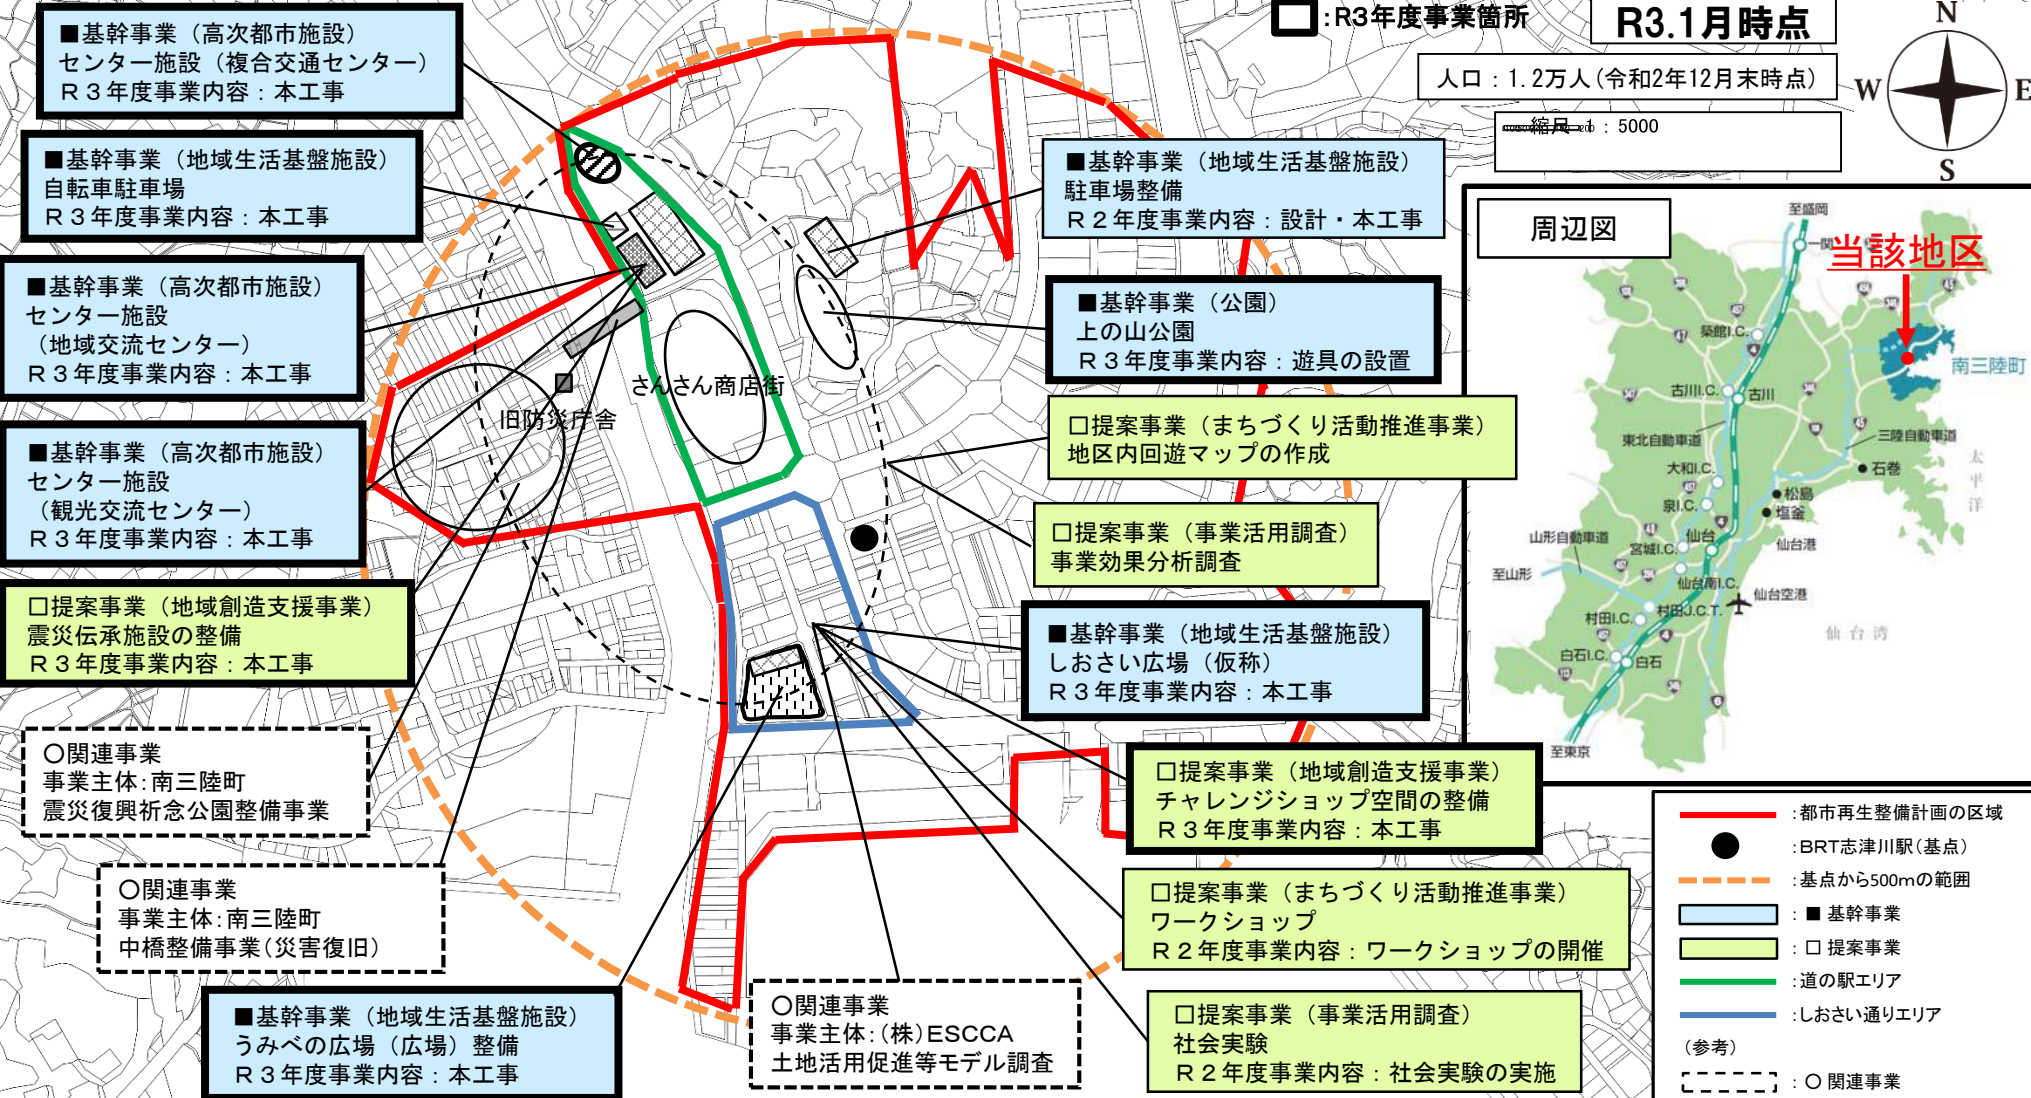 ■基幹事業（高次都市施設）
センター施設（複合交通センター）
Ｒ３年度事業内容：本工事
■基幹事業（地域生活基盤施設）
自転車駐車場
Ｒ３年度事業内容：本工事
■基幹事業（高次都市施設）
センター施設
（地域交流センター）
Ｒ３年度事業内容：本工事
■基幹事業（高次都市施設）
センター施設
（観光交流センター）
Ｒ３年度事業内容：本工事
□提案事業（地域創造支援事業）
震災伝承施設の整備
Ｒ３年度事業内容：本工事
○関連事業
事業主体：南三陸町
震災復興祈念公園整備事業
○関連事業
事業主体：南三陸町
中橋整備事業（災害復旧）
■基幹事業（地域生活基盤施設）
うみべの広場（広場）整備
Ｒ３年度事業内容：本工事
さんさん商店街
旧防災庁舎
○関連事業
事業主体：（株）ESCCA
土地活用促進等モデル調査
：R3年度事業箇所
R3.1月時点
人口：1.2万人（令和2年12月末時点）
縮尺 1：5000
N
W
E
S
■基幹事業（地域生活基盤施設）
駐車場整備
Ｒ２年度事業内容：設計・本工事
■基幹事業（公園）
上の山公園
Ｒ３年度事業内容：遊具の設置
□提案事業（まちづくり活動推進事業）
地区内回遊マップの作成
□提案事業（事業活用調査）
事業効果分析調査
■基幹事業（地域生活基盤施設）
しおさい広場（仮称）
Ｒ３年度事業内容：本工事
□提案事業（地域創造支援事業）
チャレンジショップ空間の整備
Ｒ３年度事業内容：本工事
□提案事業（まちづくり活動推進事業）
ワークショップ
Ｒ２年度事業内容：ワークショップの開催
□提案事業（事業活用調査）
社会実験
Ｒ２年度事業内容：社会実験の実施
周辺図
至盛岡
一関
当該地区
南三陸町
築館I.C.
古川I.C.
古川
東北自動車道
三陸自動車道
大和I.C.
石巻
太平洋
松島
泉I.C.
塩釜
山形自動車道
仙台
宮城I.C.
仙台港
至山形
仙台南I.C.
仙台空港
村田I.C.
村田J.C.T.
仙台湾
白石I.C.
白石
至東京
：都市再生整備計画の区域
：BRT志津川駅（基点）
：基点から500mの範囲
：■ 基幹事業
：□ 提案事業
：道の駅エリア
：しおさい通りエリア
（参考）
：○ 関連事業